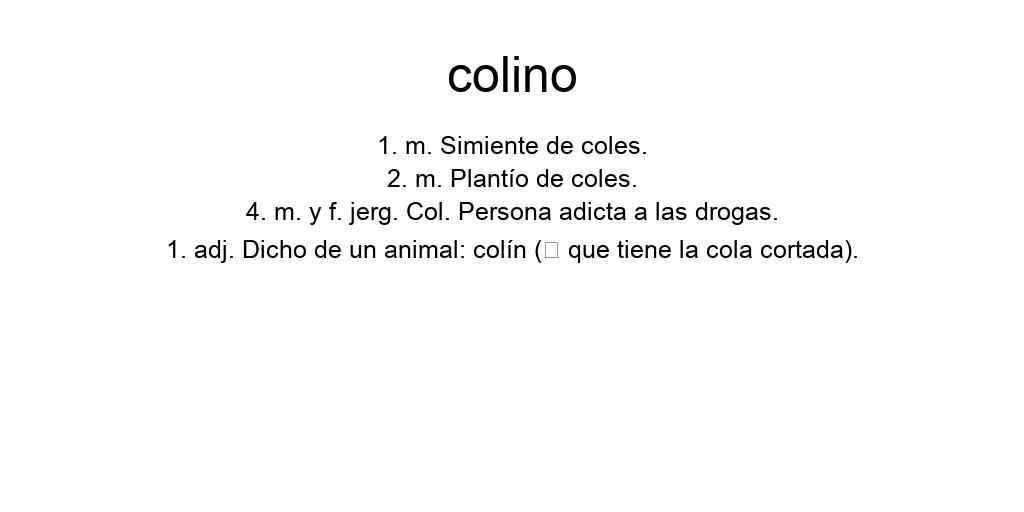 colino
1. m. Simiente de coles.
2. m. Plantío de coles.
4. m. y f. jerg. Col. Persona adicta a las drogas.
1. adj. Dicho de un animal: colín (□ que tiene la cola cortada).